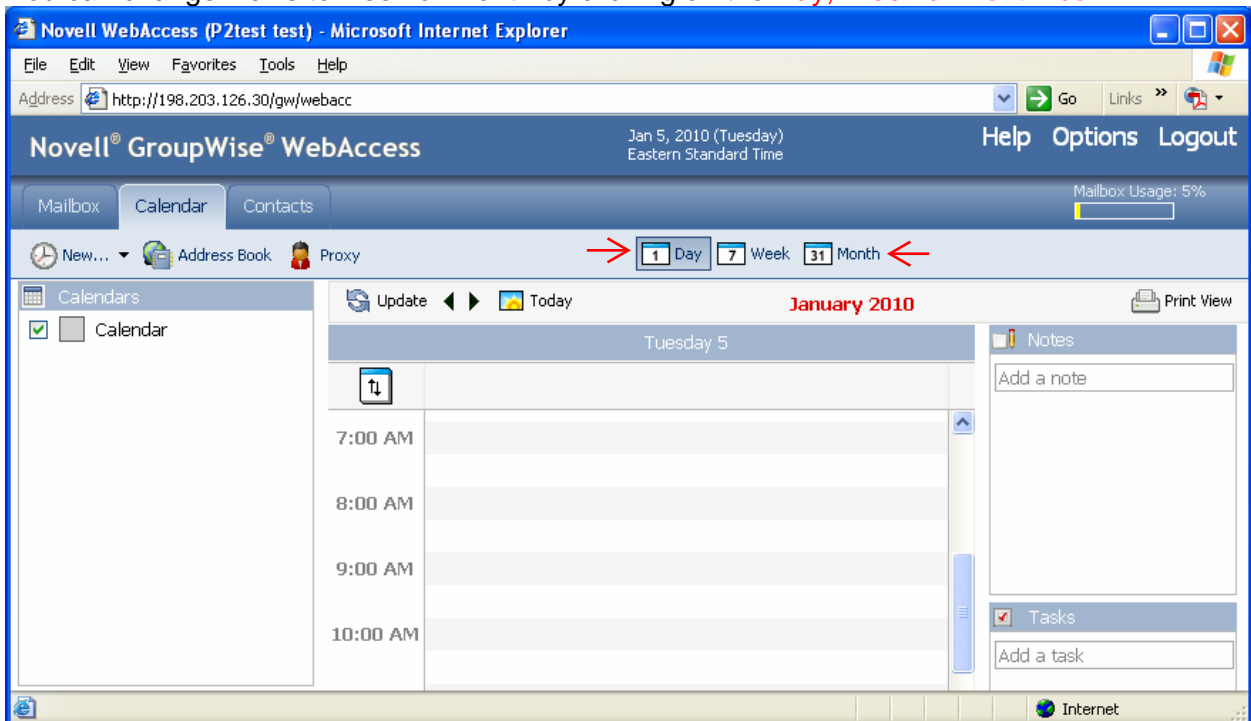 Novell WebAccess (P2test test) - Microsoft Internet Explorer
File Edit View Favorites Tools Help
Address http://198.203.126.30/gw/webacc Go Links »
Novell® GroupWise® WebAccess
Jan 5, 2010 (Tuesday)
Eastern Standard Time
Help Options Logout
Mailbox Calendar Contacts
Mailbox Usage: 5%
New... Address Book Proxy
1 Day 7 Week 31 Month
Calendars
Calendar
Update Today January 2010 Print View
Tuesday 5
7:00 AM
8:00 AM
9:00 AM
10:00 AM
Notes
Add a note
Tasks
Add a task
Internet